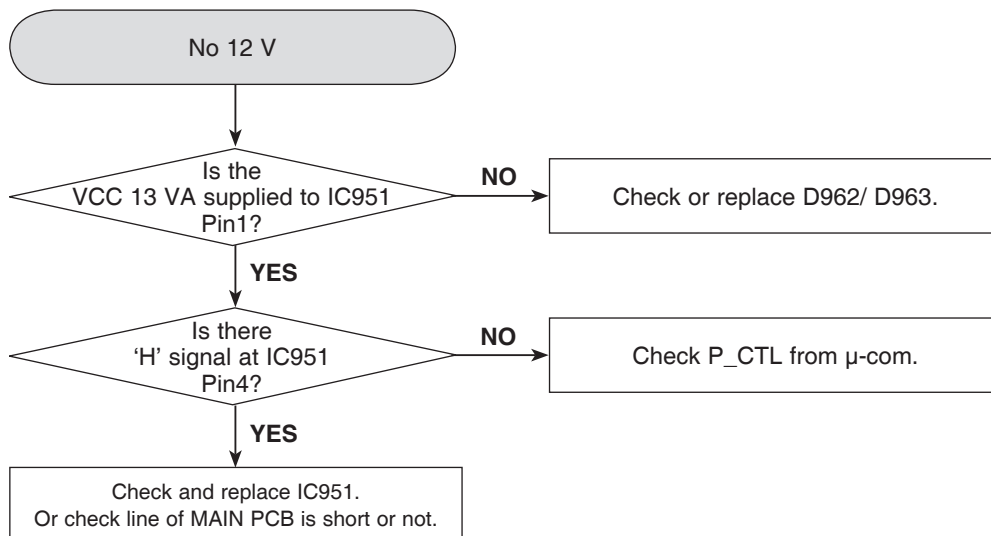 No 12 V
Is the
VCC 13 VA supplied to IC951
Pin1?
NO
Check or replace D962/ D963.
YES
Is there
‘H’ signal at IC951
Pin4?
NO
Check P_CTL from μ-com.
YES
Check and replace IC951.
Or check line of MAIN PCB is short or not.